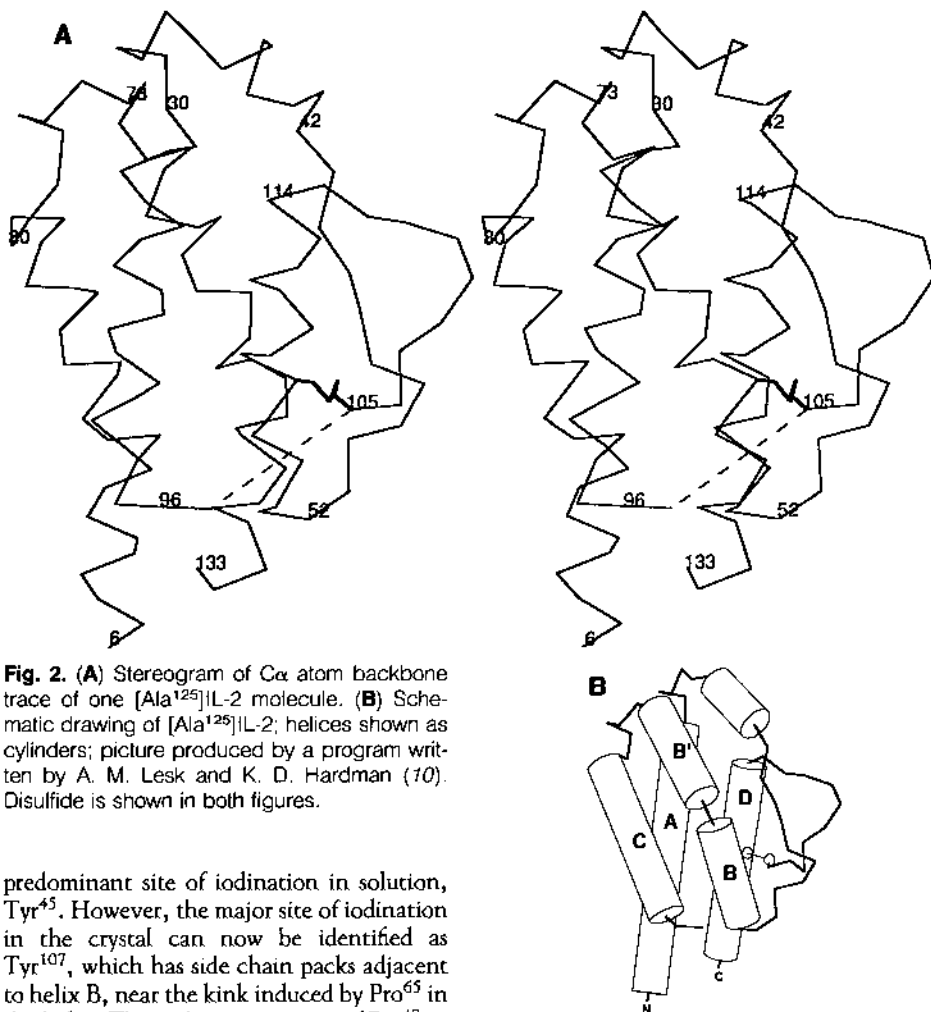 A
73
30
42
114
80
105
96
52
133
6
73
30
42
114
80
105
96
52
133
6
Fig. 2. (A) Stereogram of Cα atom backbone
trace of one [Ala¹²⁵]IL-2 molecule. (B) Sche-
matic drawing of [Ala¹²⁵]IL-2; helices shown as
cylinders; picture produced by a program writ-
ten by A. M. Lesk and K. D. Hardman (10).
Disulfide is shown in both figures.
B
B'
D
A
C
B
C
N
predominant site of iodination in solution,
Tyr⁴⁵. However, the major site of iodination
in the crystal can now be identified as
Tyr¹⁰⁷, which has side chain packs adjacent
to helix B, near the kink induced by Pro⁶⁵ in